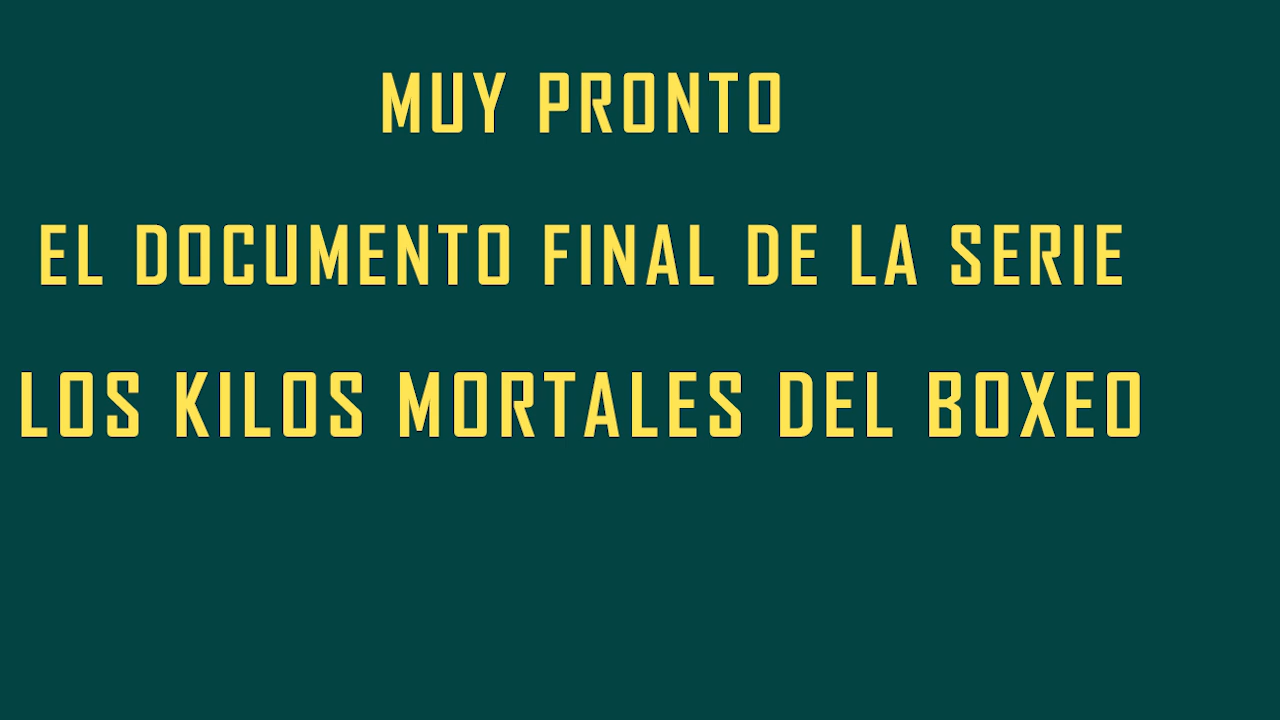 MUY PRONTO
EL DOCUMENTO FINAL DE LA SERIE
LOS KILOS MORTALES DEL BOXEO